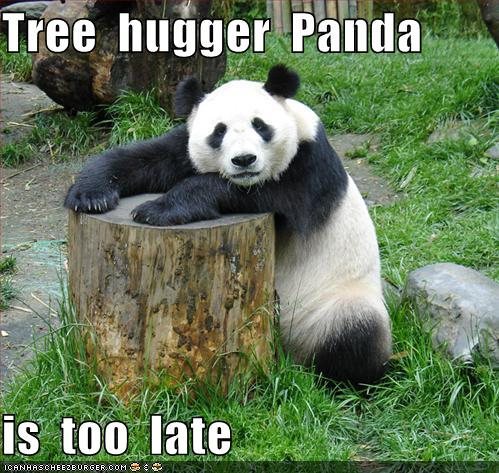 Tree hugger Panda
is too late
ICANHASCHEEZBURGER.COM